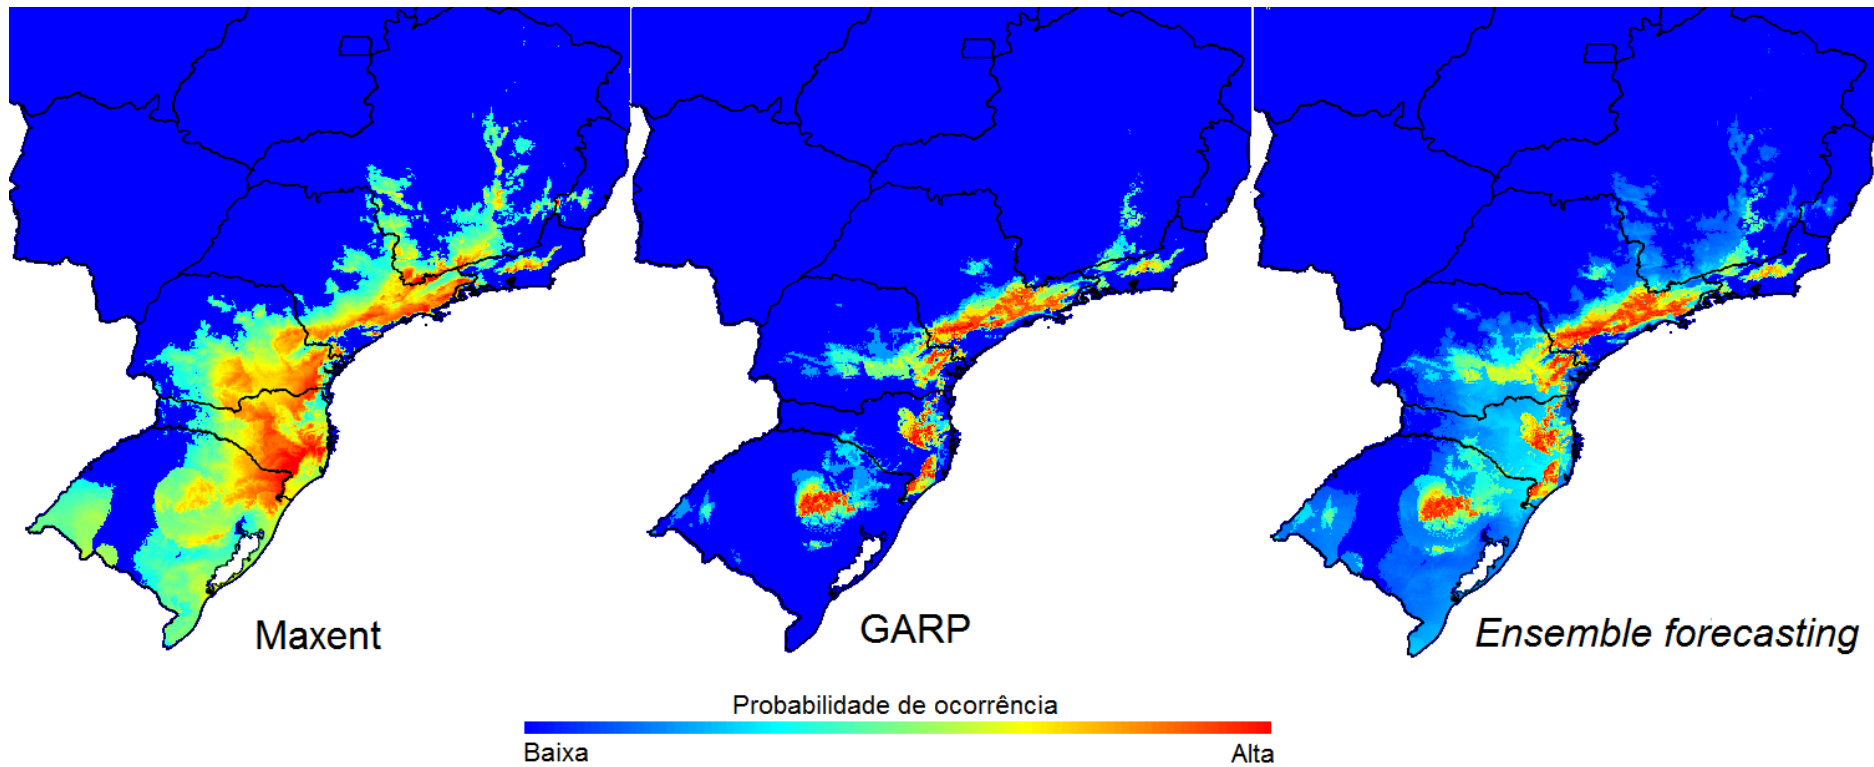 Maxent
GARP
Ensemble forecasting
Probabilidade de ocorrência
Baixa
Alta